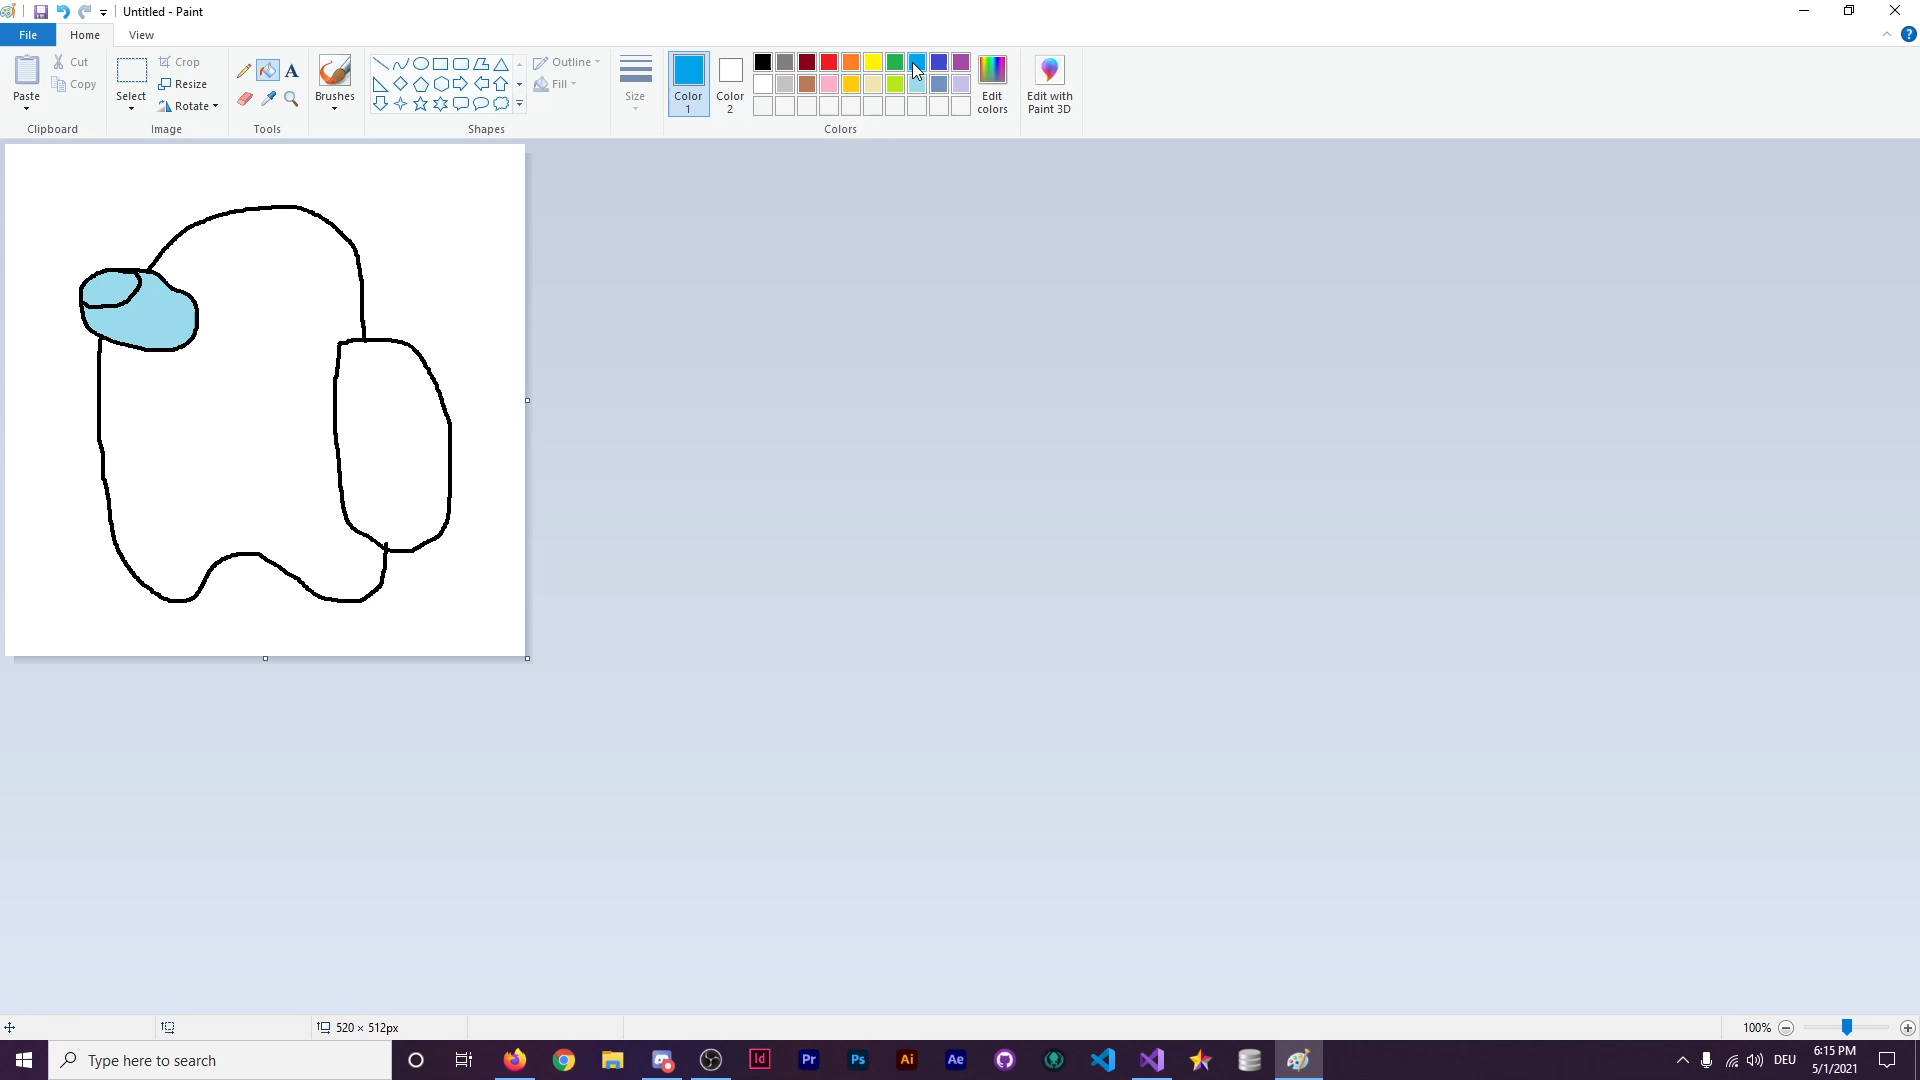 Untitled - Paint
File Home View
Paste
Cut
Copy
Clipboard
Select
Crop
Resize
Rotate
Image
A
Tools
Brushes
Shapes
Outline
Fill
Size
Color 1
Color 2
Colors
Edit colors
Edit with Paint 3D
520 × 512px
100%
Type here to search
Id
Pr
Ps
Ai
Ae
DEU
6:15 PM
5/1/2021